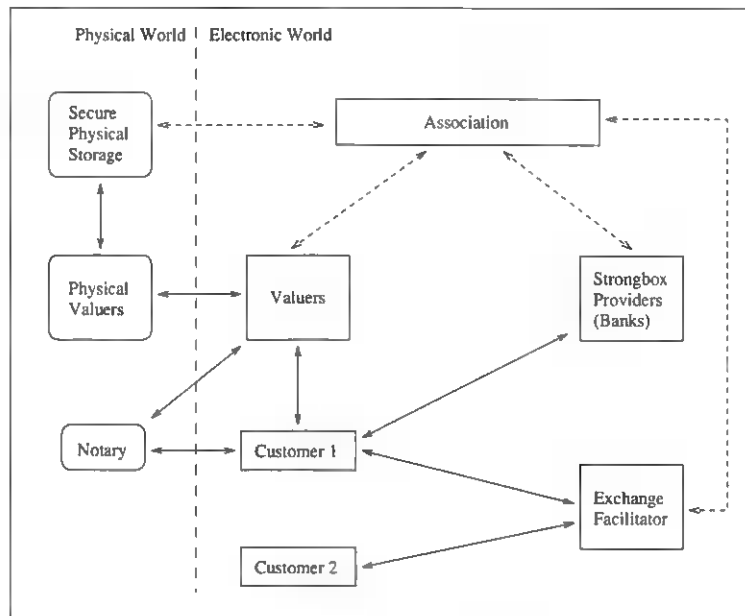 Physical World
Electronic World
Secure
Physical
Storage
Association
Physical
Valuers
Valuers
Strongbox
Providers
(Banks)
Notary
Customer 1
Exchange
Facilitator
Customer 2